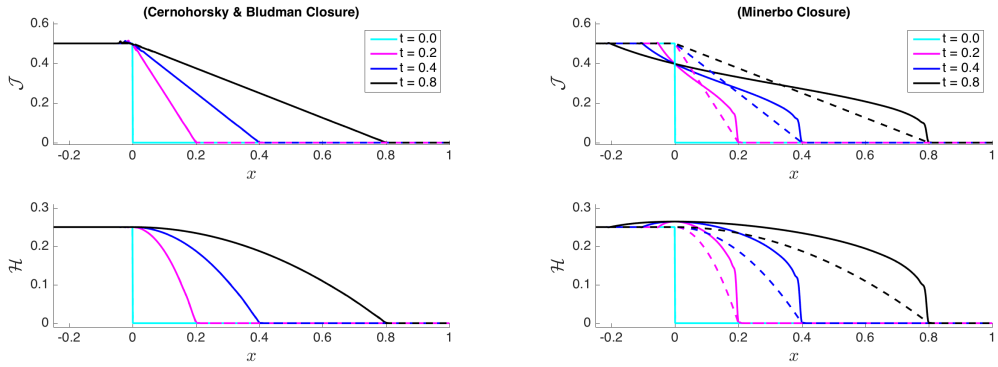 (Cernohorsky & Bludman Closure)
0.6
0.4
0.2
0
𝒥
t = 0.0
t = 0.2
t = 0.4
t = 0.8
-0.2 0 0.2 0.4 0.6 0.8 1
x
0.3
0.2
0.1
0
ℋ
-0.2 0 0.2 0.4 0.6 0.8 1
x
(Minerbo Closure)
0.6
0.4
0.2
0
𝒥
t = 0.0
t = 0.2
t = 0.4
t = 0.8
-0.2 0 0.2 0.4 0.6 0.8 1
x
0.3
0.2
0.1
0
ℋ
-0.2 0 0.2 0.4 0.6 0.8 1
x